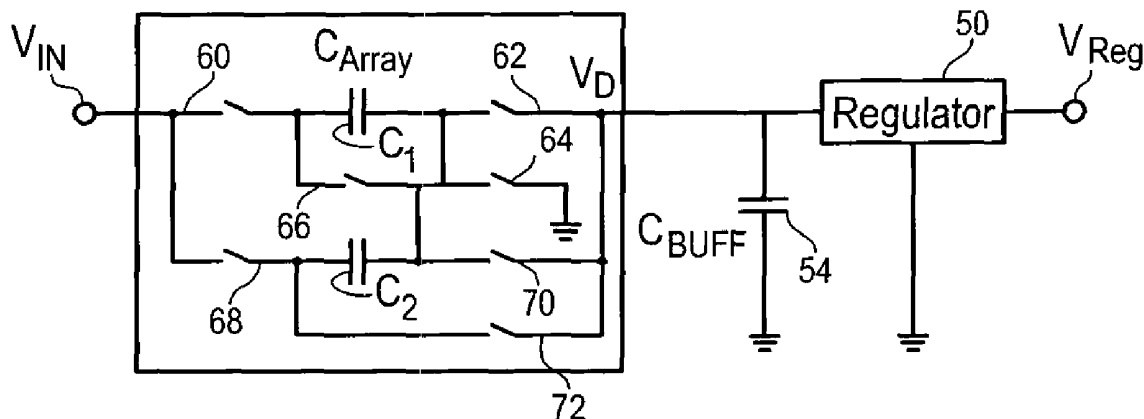 V_IN
60
C_Array
62
V_D
50
V_Reg
Regulator
C_1
64
66
C_BUFF
54
68
C_2
70
72